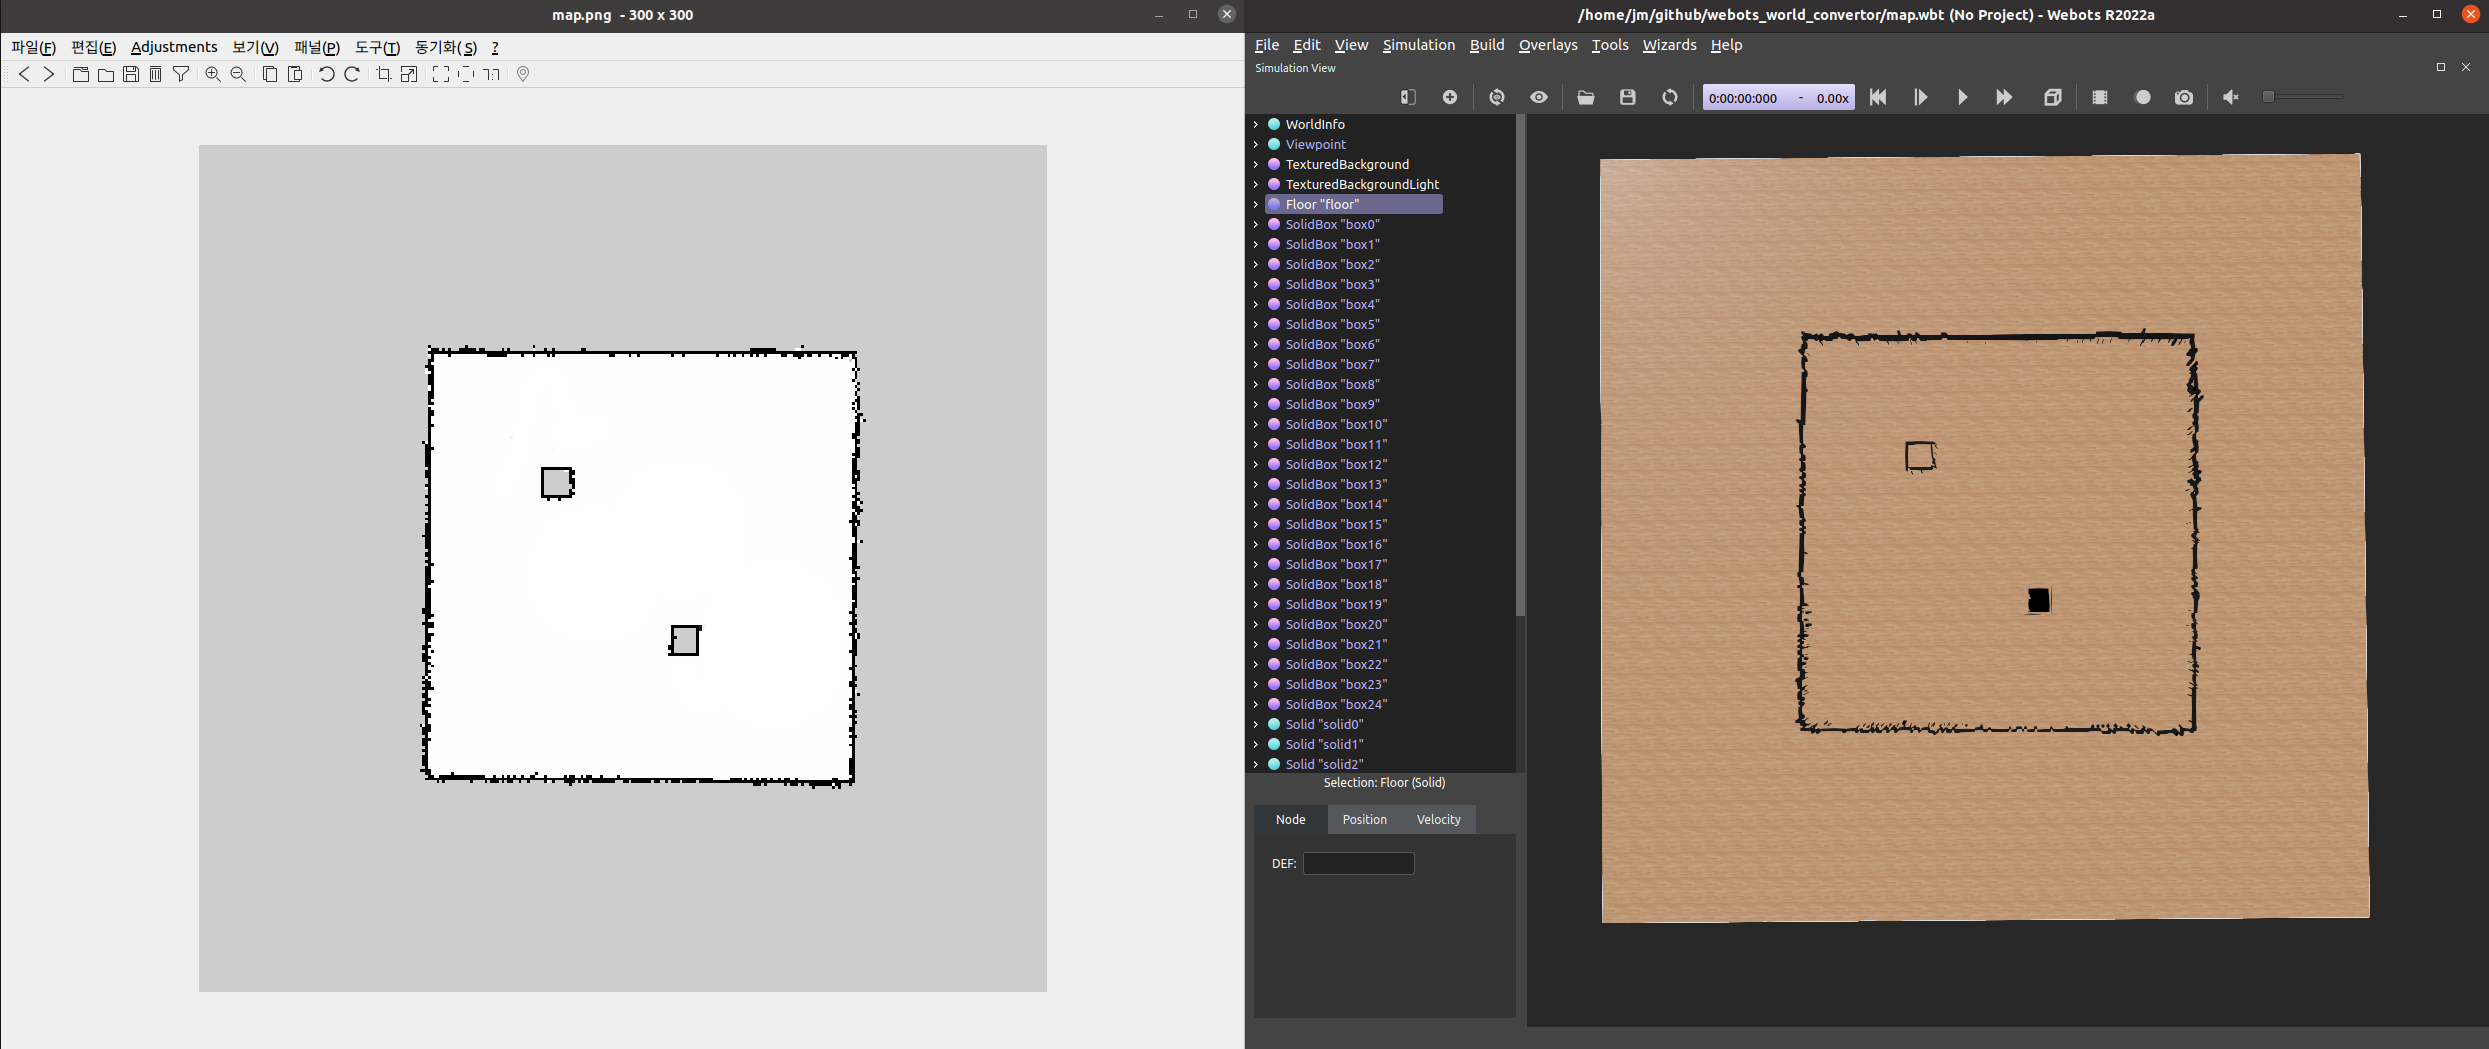 map.png - 300 x 300
파일(F) 편집(E) Adjustments 보기(V) 패널(P) 도구(T) 동기화(S) ?
/home/jm/github/webots_world_convertor/map.wbt (No Project) - Webots R2022a
File Edit View Simulation Build Overlays Tools Wizards Help
Simulation View
0:00:00:000 - 0.00x
WorldInfo
Viewpoint
TexturedBackground
TexturedBackgroundLight
Floor "floor"
SolidBox "box0"
SolidBox "box1"
SolidBox "box2"
SolidBox "box3"
SolidBox "box4"
SolidBox "box5"
SolidBox "box6"
SolidBox "box7"
SolidBox "box8"
SolidBox "box9"
SolidBox "box10"
SolidBox "box11"
SolidBox "box12"
SolidBox "box13"
SolidBox "box14"
SolidBox "box15"
SolidBox "box16"
SolidBox "box17"
SolidBox "box18"
SolidBox "box19"
SolidBox "box20"
SolidBox "box21"
SolidBox "box22"
SolidBox "box23"
SolidBox "box24"
Solid "solid0"
Solid "solid1"
Solid "solid2"
Selection: Floor (Solid)
Node Position Velocity
DEF: